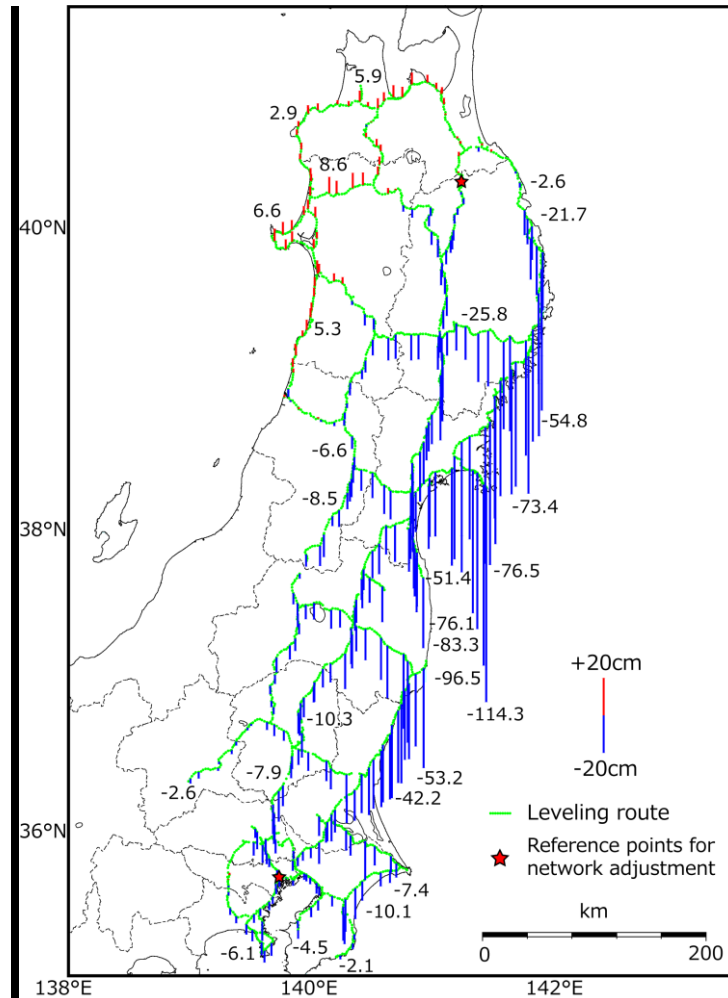 5.9
2.9
8.6
-2.6
6.6
-21.7
40°N
-25.8
5.3
-54.8
-6.6
-8.5
-73.4
38°N
-76.5
-51.4
-76.1
-83.3
-96.5
+20cm
-10.3
-114.3
-7.9
-53.2
-20cm
-2.6
-42.2
Leveling route
36°N
Reference points for
network adjustment
-7.4
-10.1
km
-6.1
-4.5
-2.1
0 200
138°E 140°E 142°E